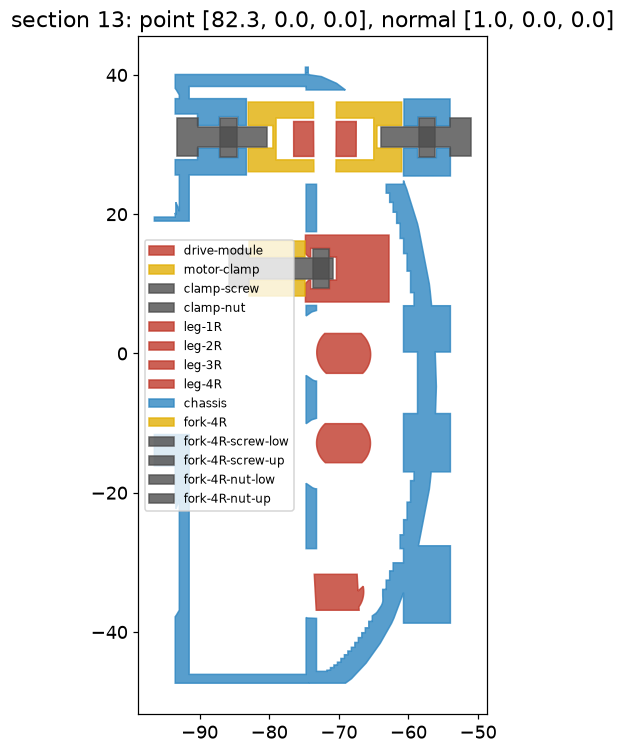 section 13: point [82.3, 0.0, 0.0], normal [1.0, 0.0, 0.0]
40
20
0
−20
−40
drive-module
motor-clamp
clamp-screw
clamp-nut
leg-1R
leg-2R
leg-3R
leg-4R
chassis
fork-4R
fork-4R-screw-low
fork-4R-screw-up
fork-4R-nut-low
fork-4R-nut-up
−90 −80 −70 −60 −50